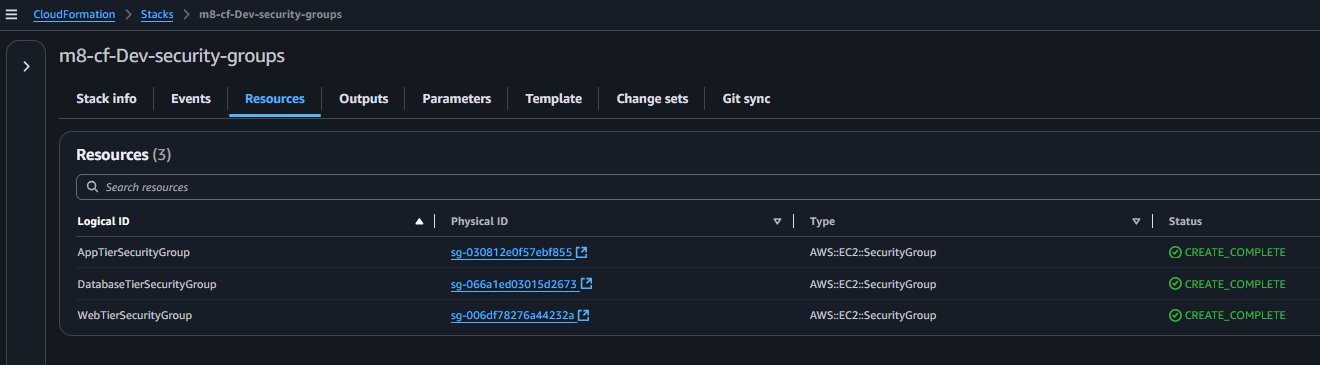 CloudFormation > Stacks > m8-cf-Dev-security-groups
m8-cf-Dev-security-groups
Stack info Events Resources Outputs Parameters Template Change sets Git sync
Resources (3)
Search resources
Logical ID Physical ID Type Status
AppTierSecurityGroup sg-030812e0f57ebf855 AWS::EC2::SecurityGroup CREATE_COMPLETE
DatabaseTierSecurityGroup sg-066a1ed03015d2673 AWS::EC2::SecurityGroup CREATE_COMPLETE
WebTierSecurityGroup sg-006df78276a44232a AWS::EC2::SecurityGroup CREATE_COMPLETE